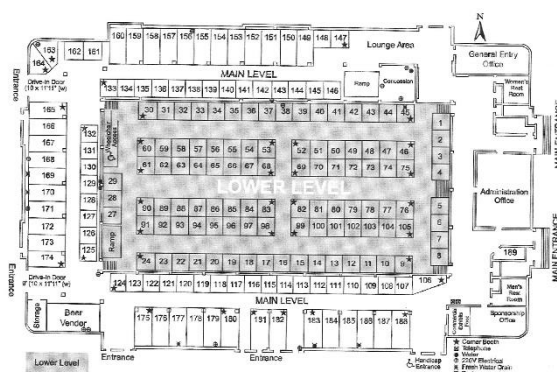 160 159 158 157 156 155 154 153 152 151 150 149 148 147
N
Lounge Area
163
164
162 161
General Entry
Office
Drive-In Door
Entrance
MAIN LEVEL
Ramp
Concession
Women's
Rest
Room
133 134 135 136 137 138 139 140 141 142 143 144 145 146
MAIN ENTRANCE
165
166
167
168
169
170
171
172
173
174
132
131
130
129
128
127
126
125
Wheelchair
Access
29
28
27
Ramp
30 31 32 33 34 35 36 37 38 39 40 41 42 43 44 45
60 59 58 57 56 55 54 53
52 51 50 49 48 47 46
61 62 63 64 65 66 67 68
69 70 71 72 73 74 75
LOWER LEVEL
90 89 88 87 86 85 84 83
82 81 80 79 78 77 76
91 92 93 94 95 96 97 98
99 100 101 102 103 104 105
24 23 22 21 20 19 18 17 16 15 14 13 12 11 10 9
1
2
3
4
5
6
7
8
Administration
Office
189
MAIN ENTRANCE
Men's
Rest
Room
Sponsorship
Office
Entrance
Drive-In Door
124 123 122 121 120 119 118 117 116 115 114 113 112 111 110 109 108 107
106
MAIN LEVEL
Storage
Beer
Vendor
175 176 177 178 179 180
181 182
183 184 185 186 187 188
Entrance
Entrance
Handicap
Entrance
Lower Level
Corner Booth
Telephone
Water
220V Electrical
Fresh Water Drain